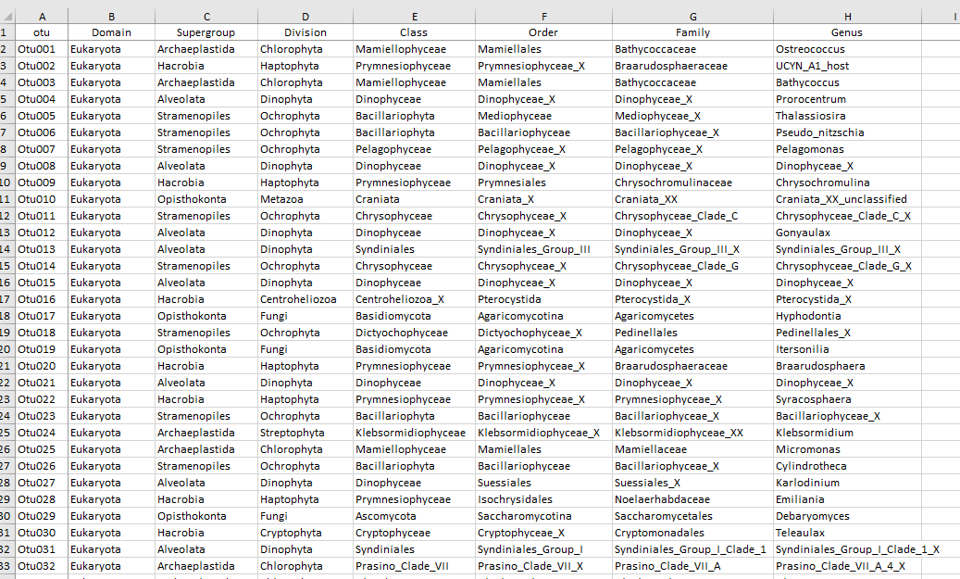 A B C D E F G H I
1 otu Domain Supergroup Division Class Order Family Genus
2 Otu001 Eukaryota Archaeplastida Chlorophyta Mamiellophyceae Mamiellales Bathycoccaceae Ostreococcus
3 Otu002 Eukaryota Hacrobia Haptophyta Prymnesiophyceae Prymnesiophyceae_X Braarudosphaeraceae UCYN_A1_host
4 Otu003 Eukaryota Archaeplastida Chlorophyta Mamiellophyceae Mamiellales Bathycoccaceae Bathycoccus
5 Otu004 Eukaryota Alveolata Dinophyta Dinophyceae Dinophyceae_X Dinophyceae_X Prorocentrum
6 Otu005 Eukaryota Stramenopiles Ochrophyta Bacillariophyta Mediophyceae Mediophyceae_X Thalassiosira
7 Otu006 Eukaryota Stramenopiles Ochrophyta Bacillariophyta Bacillariophyceae Bacillariophyceae_X Pseudo_nitzschia
8 Otu007 Eukaryota Stramenopiles Ochrophyta Pelagophyceae Pelagophyceae_X Pelagophyceae_X Pelagomonas
9 Otu008 Eukaryota Alveolata Dinophyta Dinophyceae Dinophyceae_X Dinophyceae_X Dinophyceae_X
10 Otu009 Eukaryota Hacrobia Haptophyta Prymnesiophyceae Prymnesiales Chrysochromulinaceae Chrysochromulina
11 Otu010 Eukaryota Opisthokonta Metazoa Craniata Craniata_X Craniata_XX Craniata_XX_unclassified
12 Otu011 Eukaryota Stramenopiles Ochrophyta Chrysophyceae Chrysophyceae_X Chrysophyceae_Clade_C Chrysophyceae_Clade_C_X
13 Otu012 Eukaryota Alveolata Dinophyta Dinophyceae Dinophyceae_X Dinophyceae_X Gonyaulax
14 Otu013 Eukaryota Alveolata Dinophyta Syndiniales Syndiniales_Group_III Syndiniales_Group_III_X Syndiniales_Group_III_X
15 Otu014 Eukaryota Stramenopiles Ochrophyta Chrysophyceae Chrysophyceae_X Chrysophyceae_Clade_G Chrysophyceae_Clade_G_X
16 Otu015 Eukaryota Alveolata Dinophyta Dinophyceae Dinophyceae_X Dinophyceae_X Dinophyceae_X
17 Otu016 Eukaryota Hacrobia Centroheliozoa Centroheliozoa_X Pterocystida Pterocystida_X Pterocystida_X
18 Otu017 Eukaryota Opisthokonta Fungi Basidiomycota Agaricomycotina Agaricomycetes Hyphodontia
19 Otu018 Eukaryota Stramenopiles Ochrophyta Dictyochophyceae Dictyochophyceae_X Pedinellales Pedinellales_X
20 Otu019 Eukaryota Opisthokonta Fungi Basidiomycota Agaricomycotina Agaricomycetes Itersonilia
21 Otu020 Eukaryota Hacrobia Haptophyta Prymnesiophyceae Prymnesiophyceae_X Braarudosphaeraceae Braarudosphaera
22 Otu021 Eukaryota Alveolata Dinophyta Dinophyceae Dinophyceae_X Dinophyceae_X Dinophyceae_X
23 Otu022 Eukaryota Hacrobia Haptophyta Prymnesiophyceae Prymnesiophyceae_X Prymnesiophyceae_X Syracosphaera
24 Otu023 Eukaryota Stramenopiles Ochrophyta Bacillariophyta Bacillariophyceae Bacillariophyceae_X Bacillariophyceae_X
25 Otu024 Eukaryota Archaeplastida Streptophyta Klebsormidiophyceae Klebsormidiophyceae_X Klebsormidiophyceae_XX Klebsormidium
26 Otu025 Eukaryota Archaeplastida Chlorophyta Mamiellophyceae Mamiellales Mamiellaceae Micromonas
27 Otu026 Eukaryota Stramenopiles Ochrophyta Bacillariophyta Bacillariophyceae Bacillariophyceae_X Cylindrotheca
28 Otu027 Eukaryota Alveolata Dinophyta Dinophyceae Suessiales Suessiales_X Karlodinium
29 Otu028 Eukaryota Hacrobia Haptophyta Prymnesiophyceae Isochrysidales Noelaerhabdaceae Emiliania
30 Otu029 Eukaryota Opisthokonta Fungi Ascomycota Saccharomycotina Saccharomycetales Debaryomyces
31 Otu030 Eukaryota Hacrobia Cryptophyta Cryptophyceae Cryptophyceae_X Cryptomonadales Teleaulax
32 Otu031 Eukaryota Alveolata Dinophyta Syndiniales Syndiniales_Group_I Syndiniales_Group_I_Clade_1 Syndiniales_Group_I_Clade_1_X
33 Otu032 Eukaryota Archaeplastida Chlorophyta Prasino_Clade_VII Prasino_Clade_VII_X Prasino_Clade_VII_A Prasino_Clade_VII_A_4_X